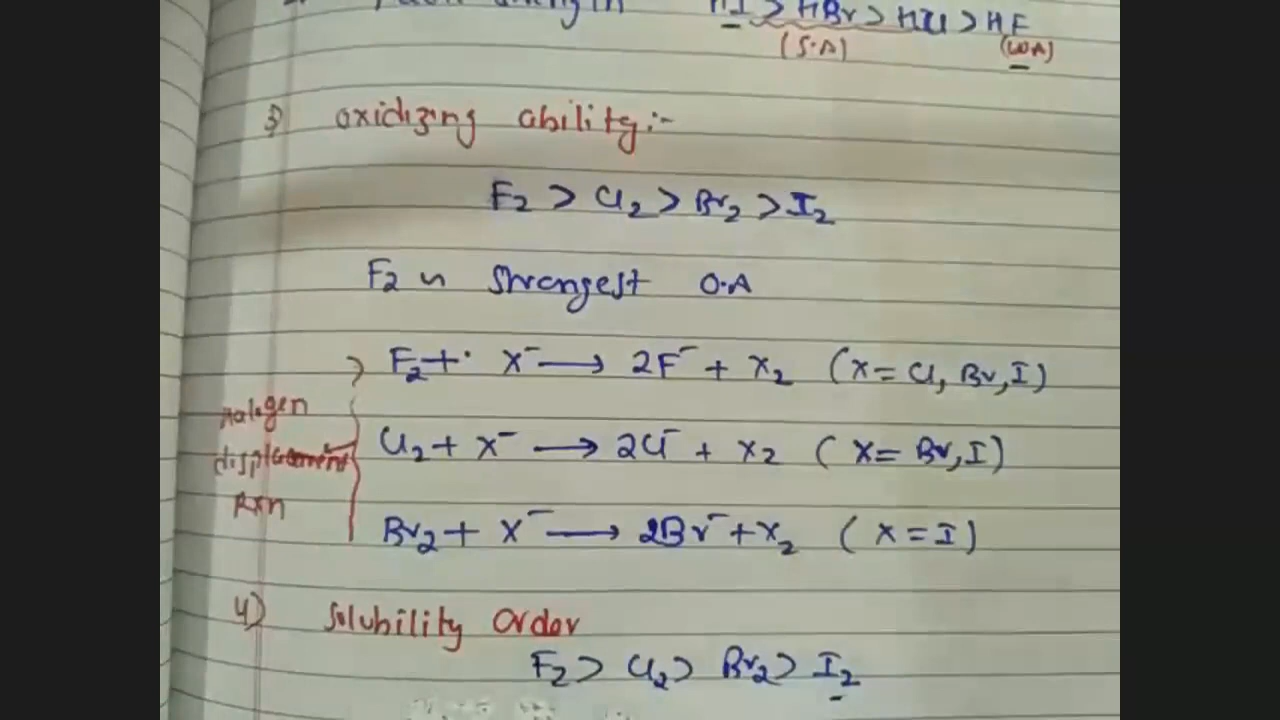 HI > HBr > HCl > HF
(S.A) (W.A)
3) oxidizing ability:-
F₂ > Cl₂ > Br₂ > I₂
F₂ is strongest O.A
F₂ + X⁻ ⟶ 2F⁻ + X₂ (X = Cl, Br, I)
Halogen
displacement
Rxn
Cl₂ + X⁻ ⟶ 2Cl⁻ + X₂ (X = Br, I)
Br₂ + X⁻ ⟶ 2Br⁻ + X₂ (X = I)
4) Solubility Order
F₂ > Cl₂ > Br₂ > I₂